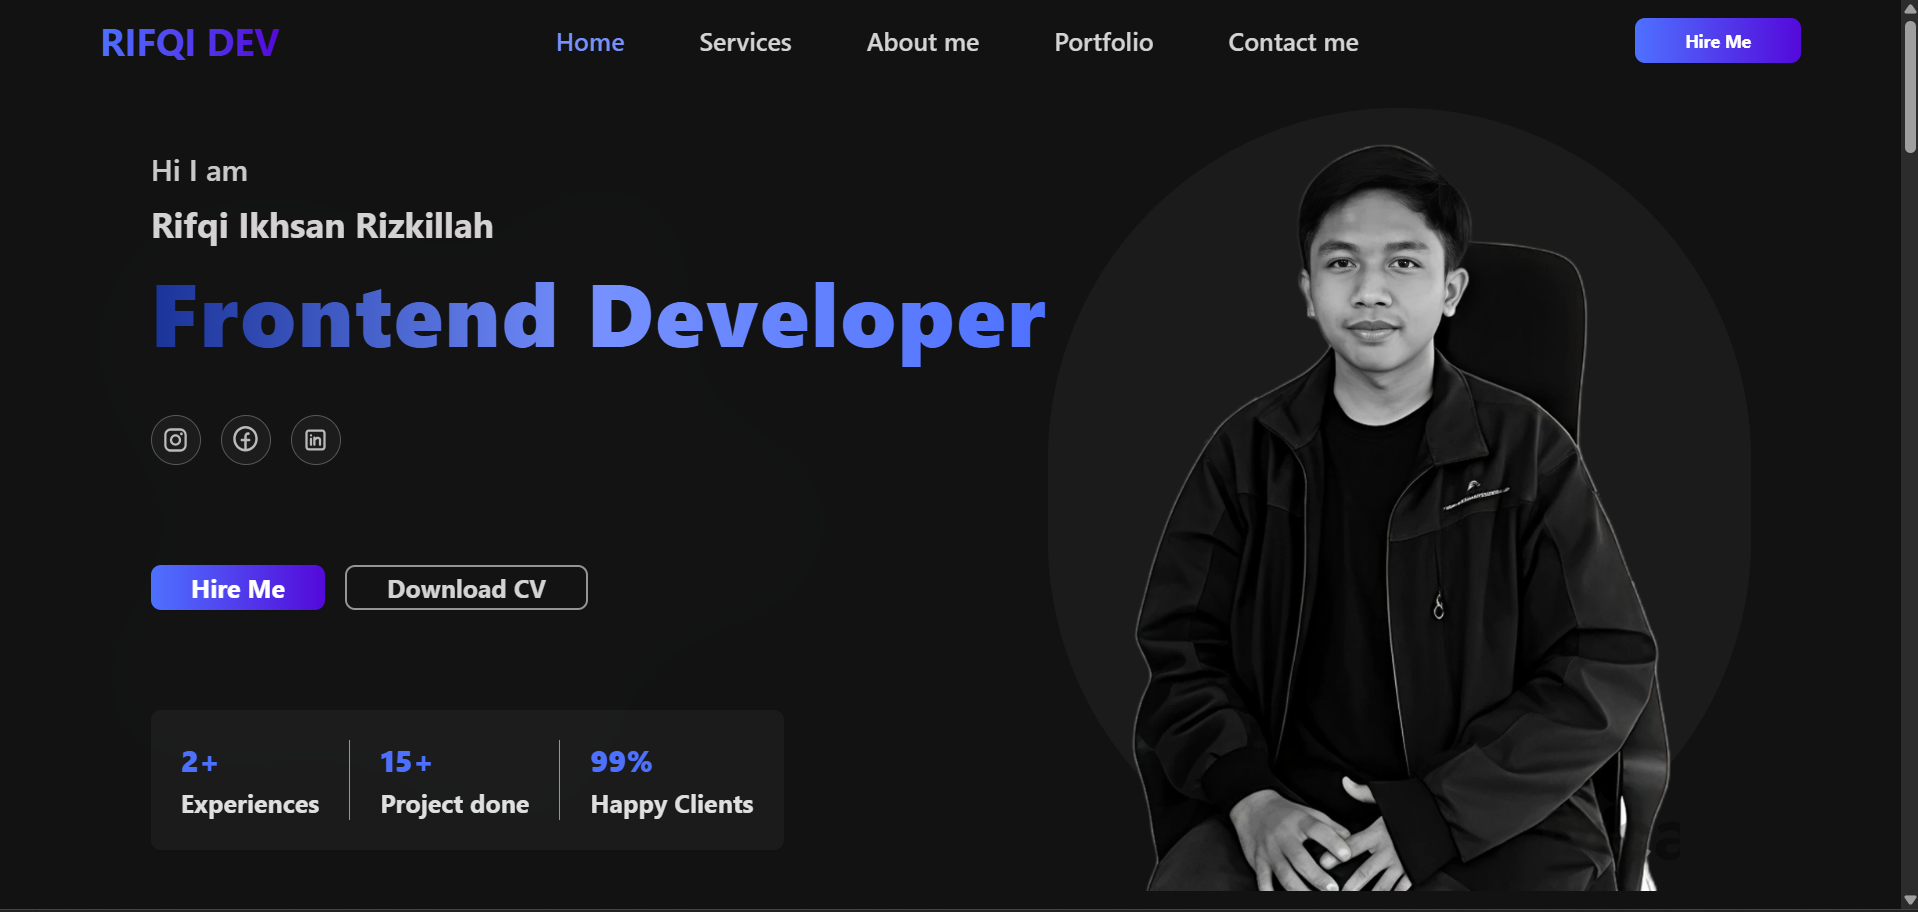 RIFQI DEV
Home
Services
About me
Portfolio
Contact me
Hire Me
Hi I am
Rifqi Ikhsan Rizkillah
Frontend Developer
Hire Me
Download CV
2+
Experiences
15+
Project done
99%
Happy Clients